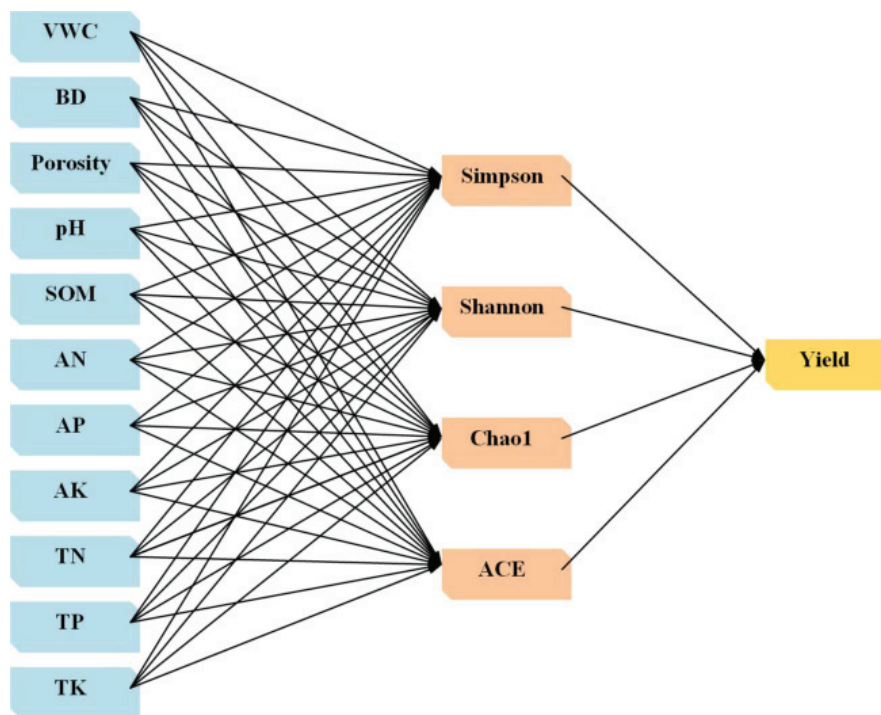 VWC
BD
Porosity
pH
SOM
AN
AP
AK
TN
TP
TK
Simpson
Shannon
Chao1
ACE
Yield